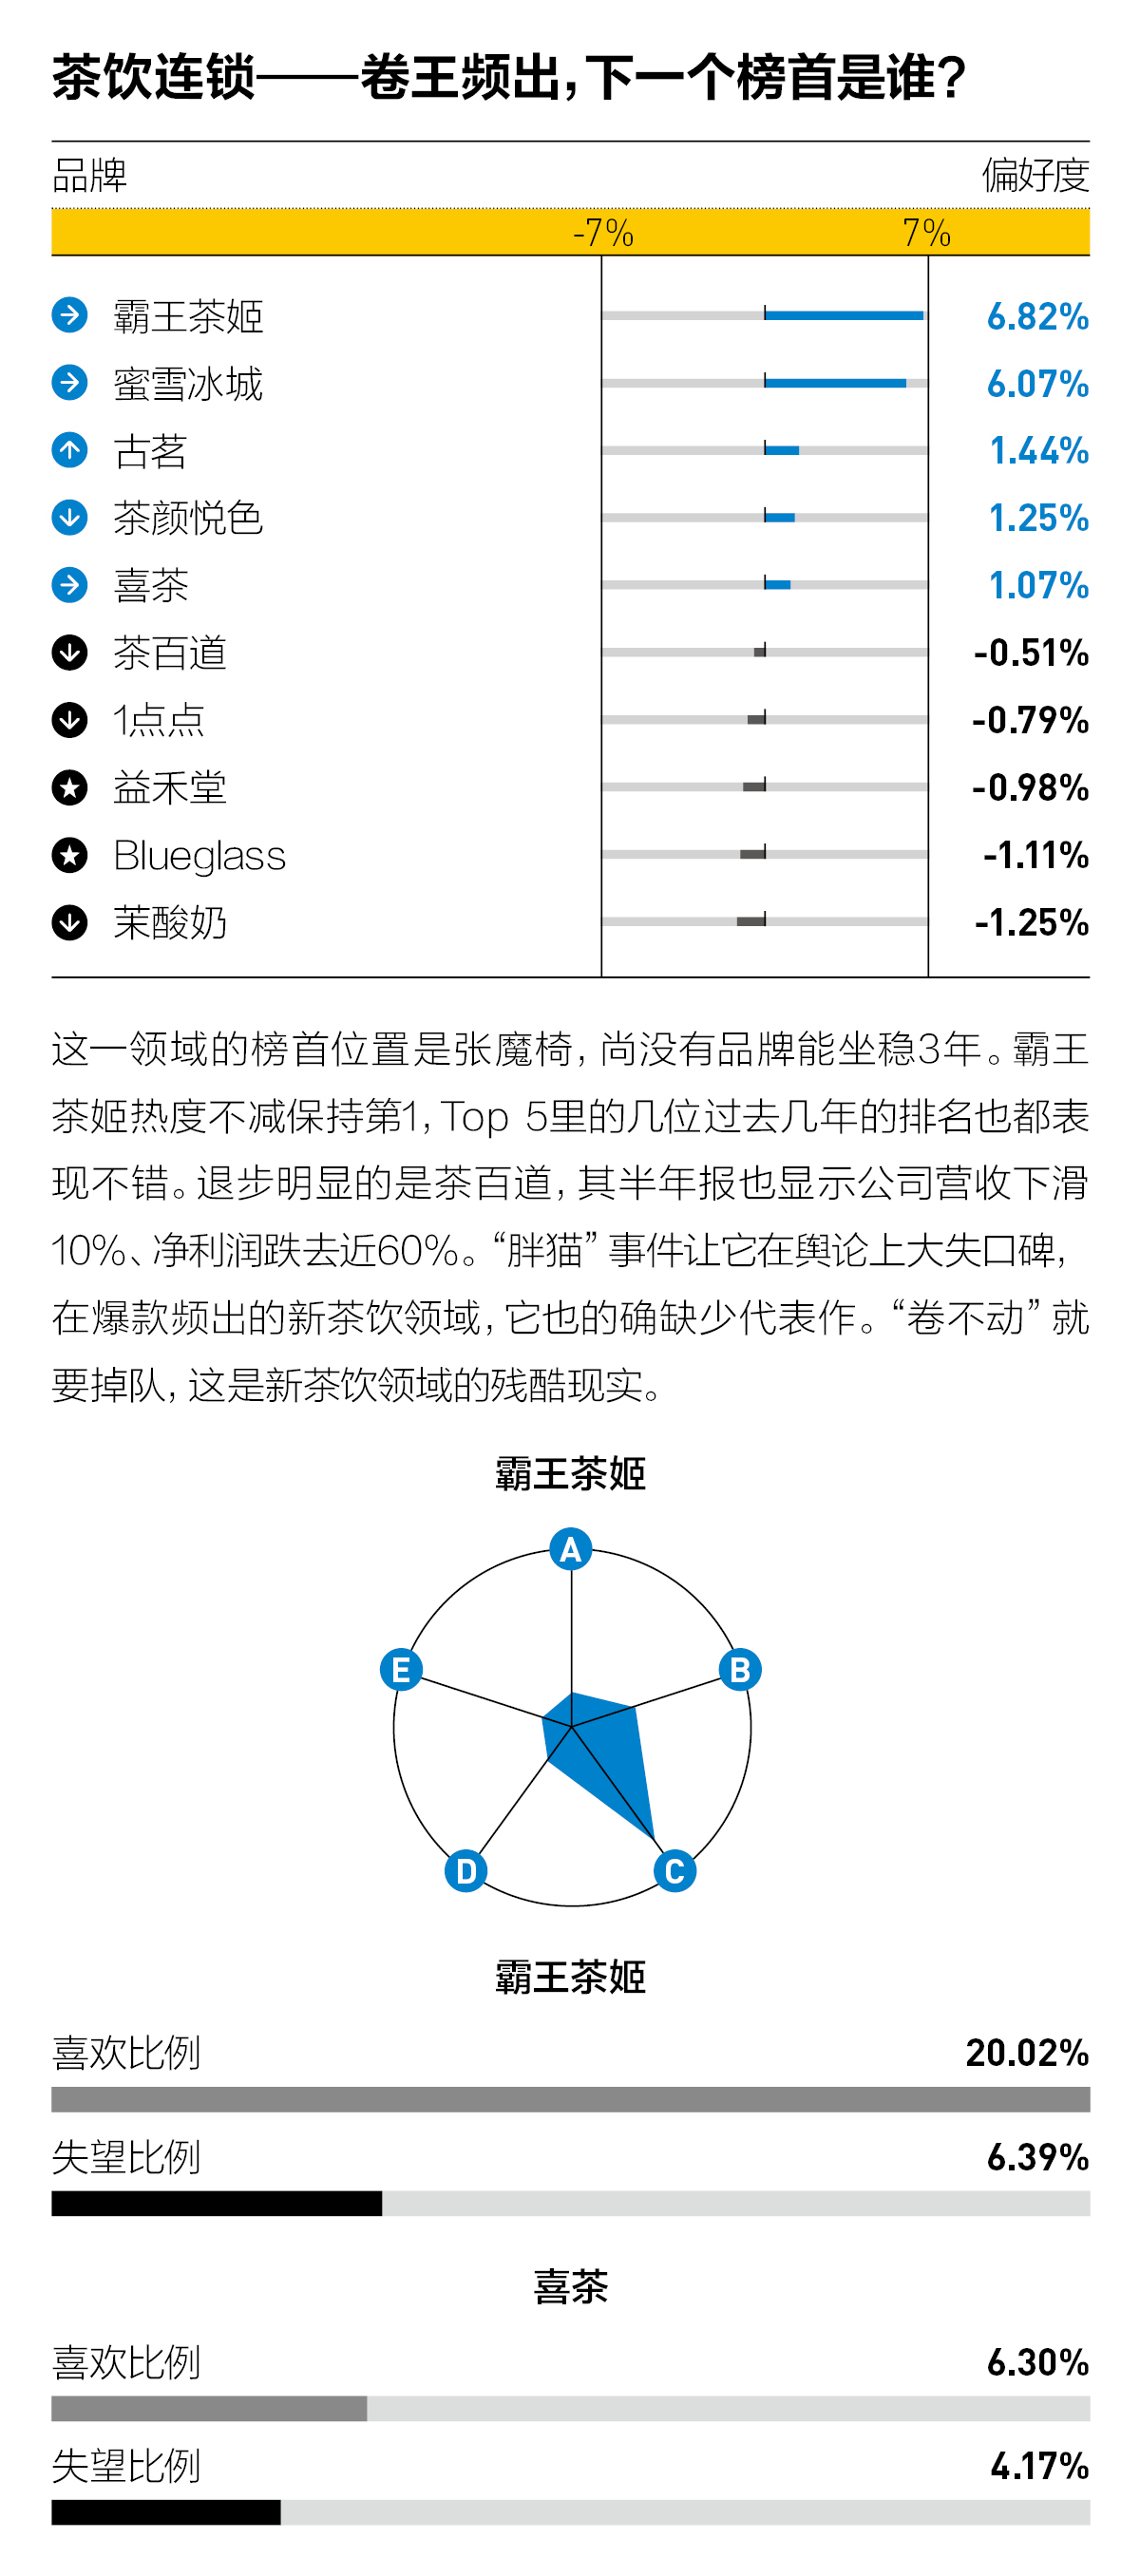 茶饮连锁——卷王频出，下一个榜首是谁？
品牌 偏好度
-7% 7%
霸王茶姬 6.82%
蜜雪冰城 6.07%
古茗 1.44%
茶颜悦色 1.25%
喜茶 1.07%
茶百道 -0.51%
1点点 -0.79%
益禾堂 -0.98%
Blueglass -1.11%
茉酸奶 -1.25%
这一领域的榜首位置是张魔椅，尚没有品牌能坐稳3年。霸王
茶姬热度不减保持第1，Top 5里的几位过去几年的排名也都表
现不错。退步明显的是茶百道，其半年报也显示公司营收下滑
10%、净利润跌去近60%。“胖猫”事件让它在舆论上大失口碑，
在爆款频出的新茶饮领域，它也的确缺少代表作。“卷不动”就
要掉队，这是新茶饮领域的残酷现实。
霸王茶姬
A
E B
D C
霸王茶姬
喜欢比例 20.02%
失望比例 6.39%
喜茶
喜欢比例 6.30%
失望比例 4.17%